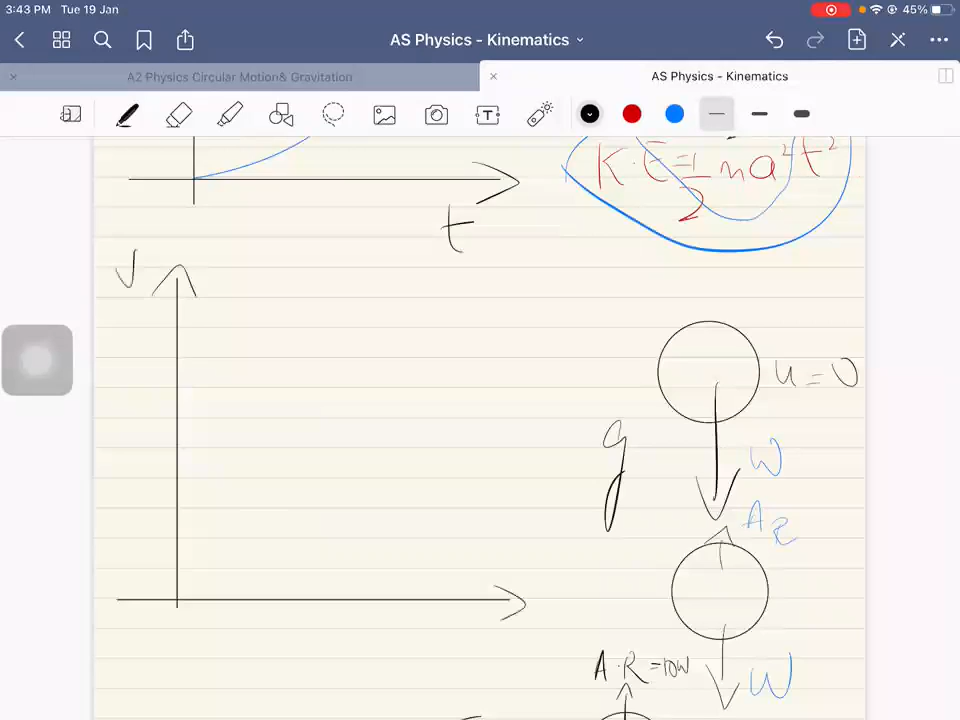 3:43 PM Tue 19 Jan
45%
AS Physics - Kinematics
A2 Physics Circular Motion& Gravitation
AS Physics - Kinematics
T
K.E = 1/2 ma²t²
t
V
u = 0
g
W
AR
A.R = 10W
W